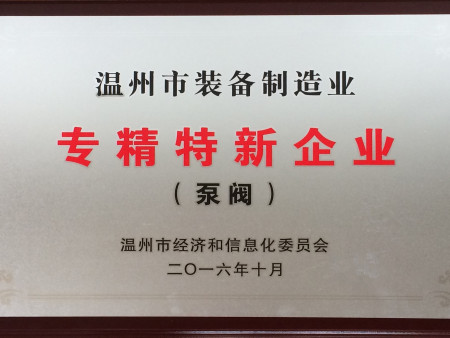 温州市装备制造业
专精特新企业
（泵阀）
温州市经济和信息化委员会
二〇一六年十月